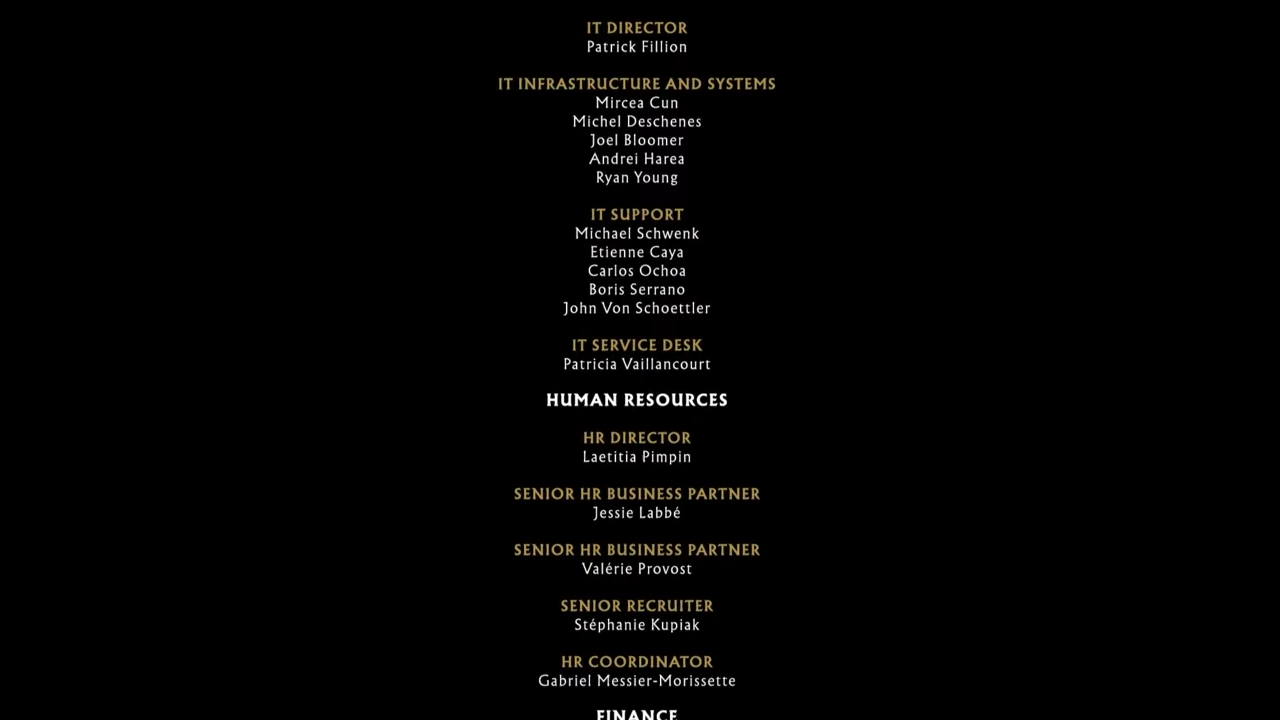 IT DIRECTOR
Patrick Fillion
IT INFRASTRUCTURE AND SYSTEMS
Mircea Cun
Michel Deschenes
Joel Bloomer
Andrei Harea
Ryan Young
IT SUPPORT
Michael Schwenk
Etienne Caya
Carlos Ochoa
Boris Serrano
John Von Schoettler
IT SERVICE DESK
Patricia Vaillancourt
HUMAN RESOURCES
HR DIRECTOR
Laetitia Pimpin
SENIOR HR BUSINESS PARTNER
Jessie Labbé
SENIOR HR BUSINESS PARTNER
Valérie Provost
SENIOR RECRUITER
Stéphanie Kupiak
HR COORDINATOR
Gabriel Messier-Morissette
FINANCE